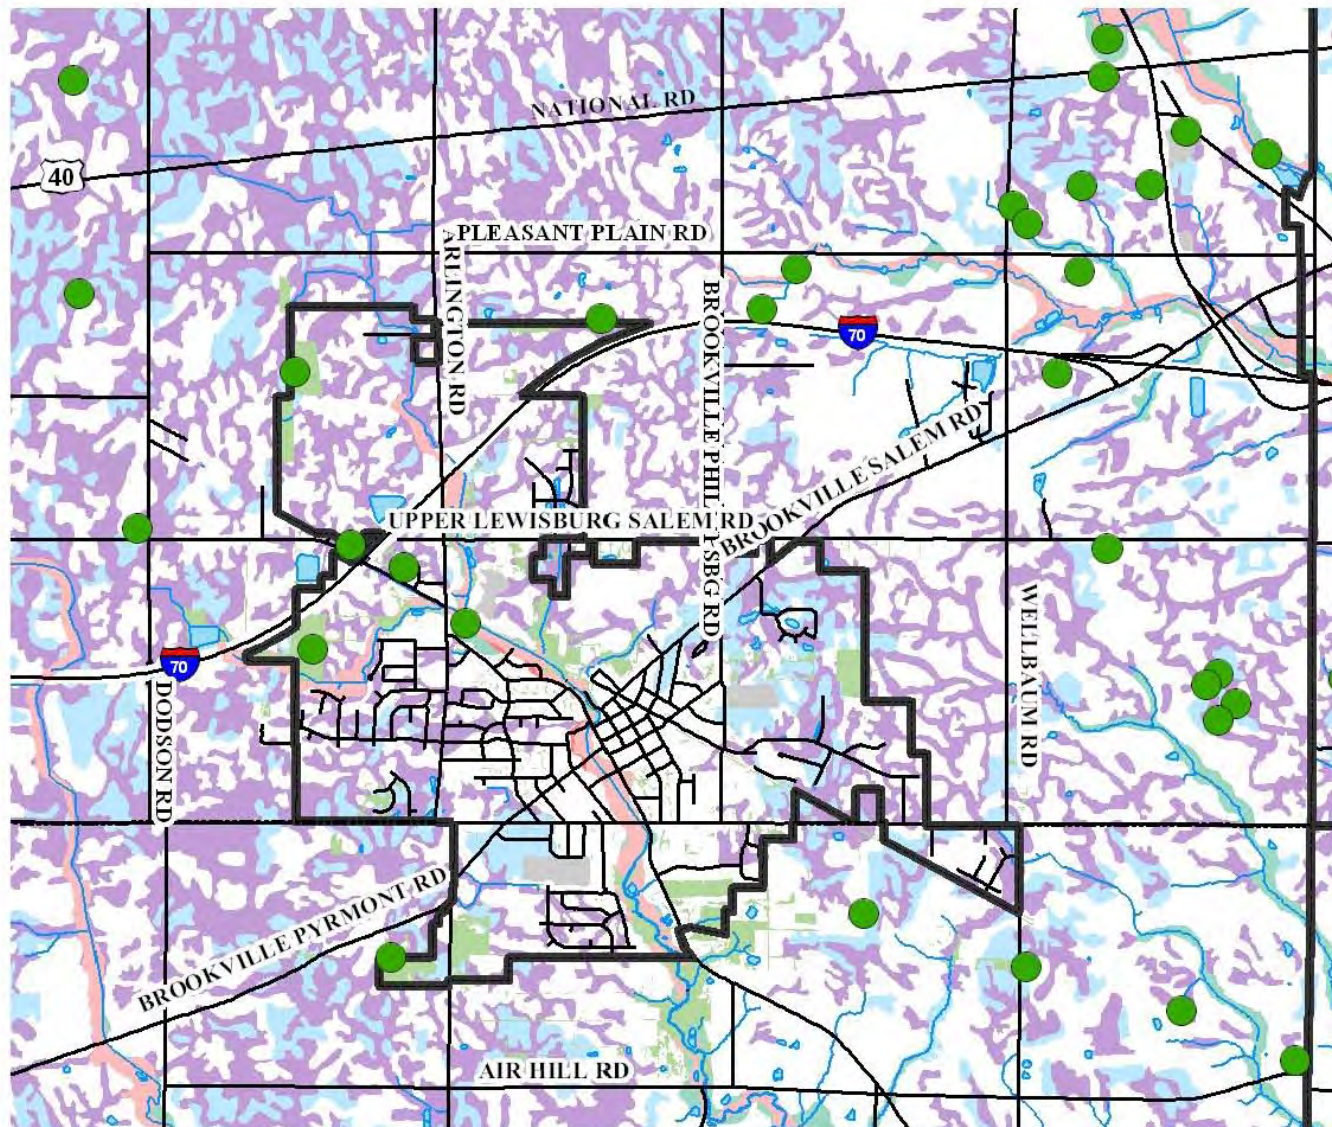 NATIONAL RD
40
PLEASANT PLAIN RD
ARLINGTON RD
BROOKVILLE PHILLIPSBG RD
70
BROOKVILLE SALEM RD
UPPER LEWISBURG SALEM RD
WELLBAUM RD
70
DODSON RD
BROOKVILLE PYRMONT RD
AIR HILL RD